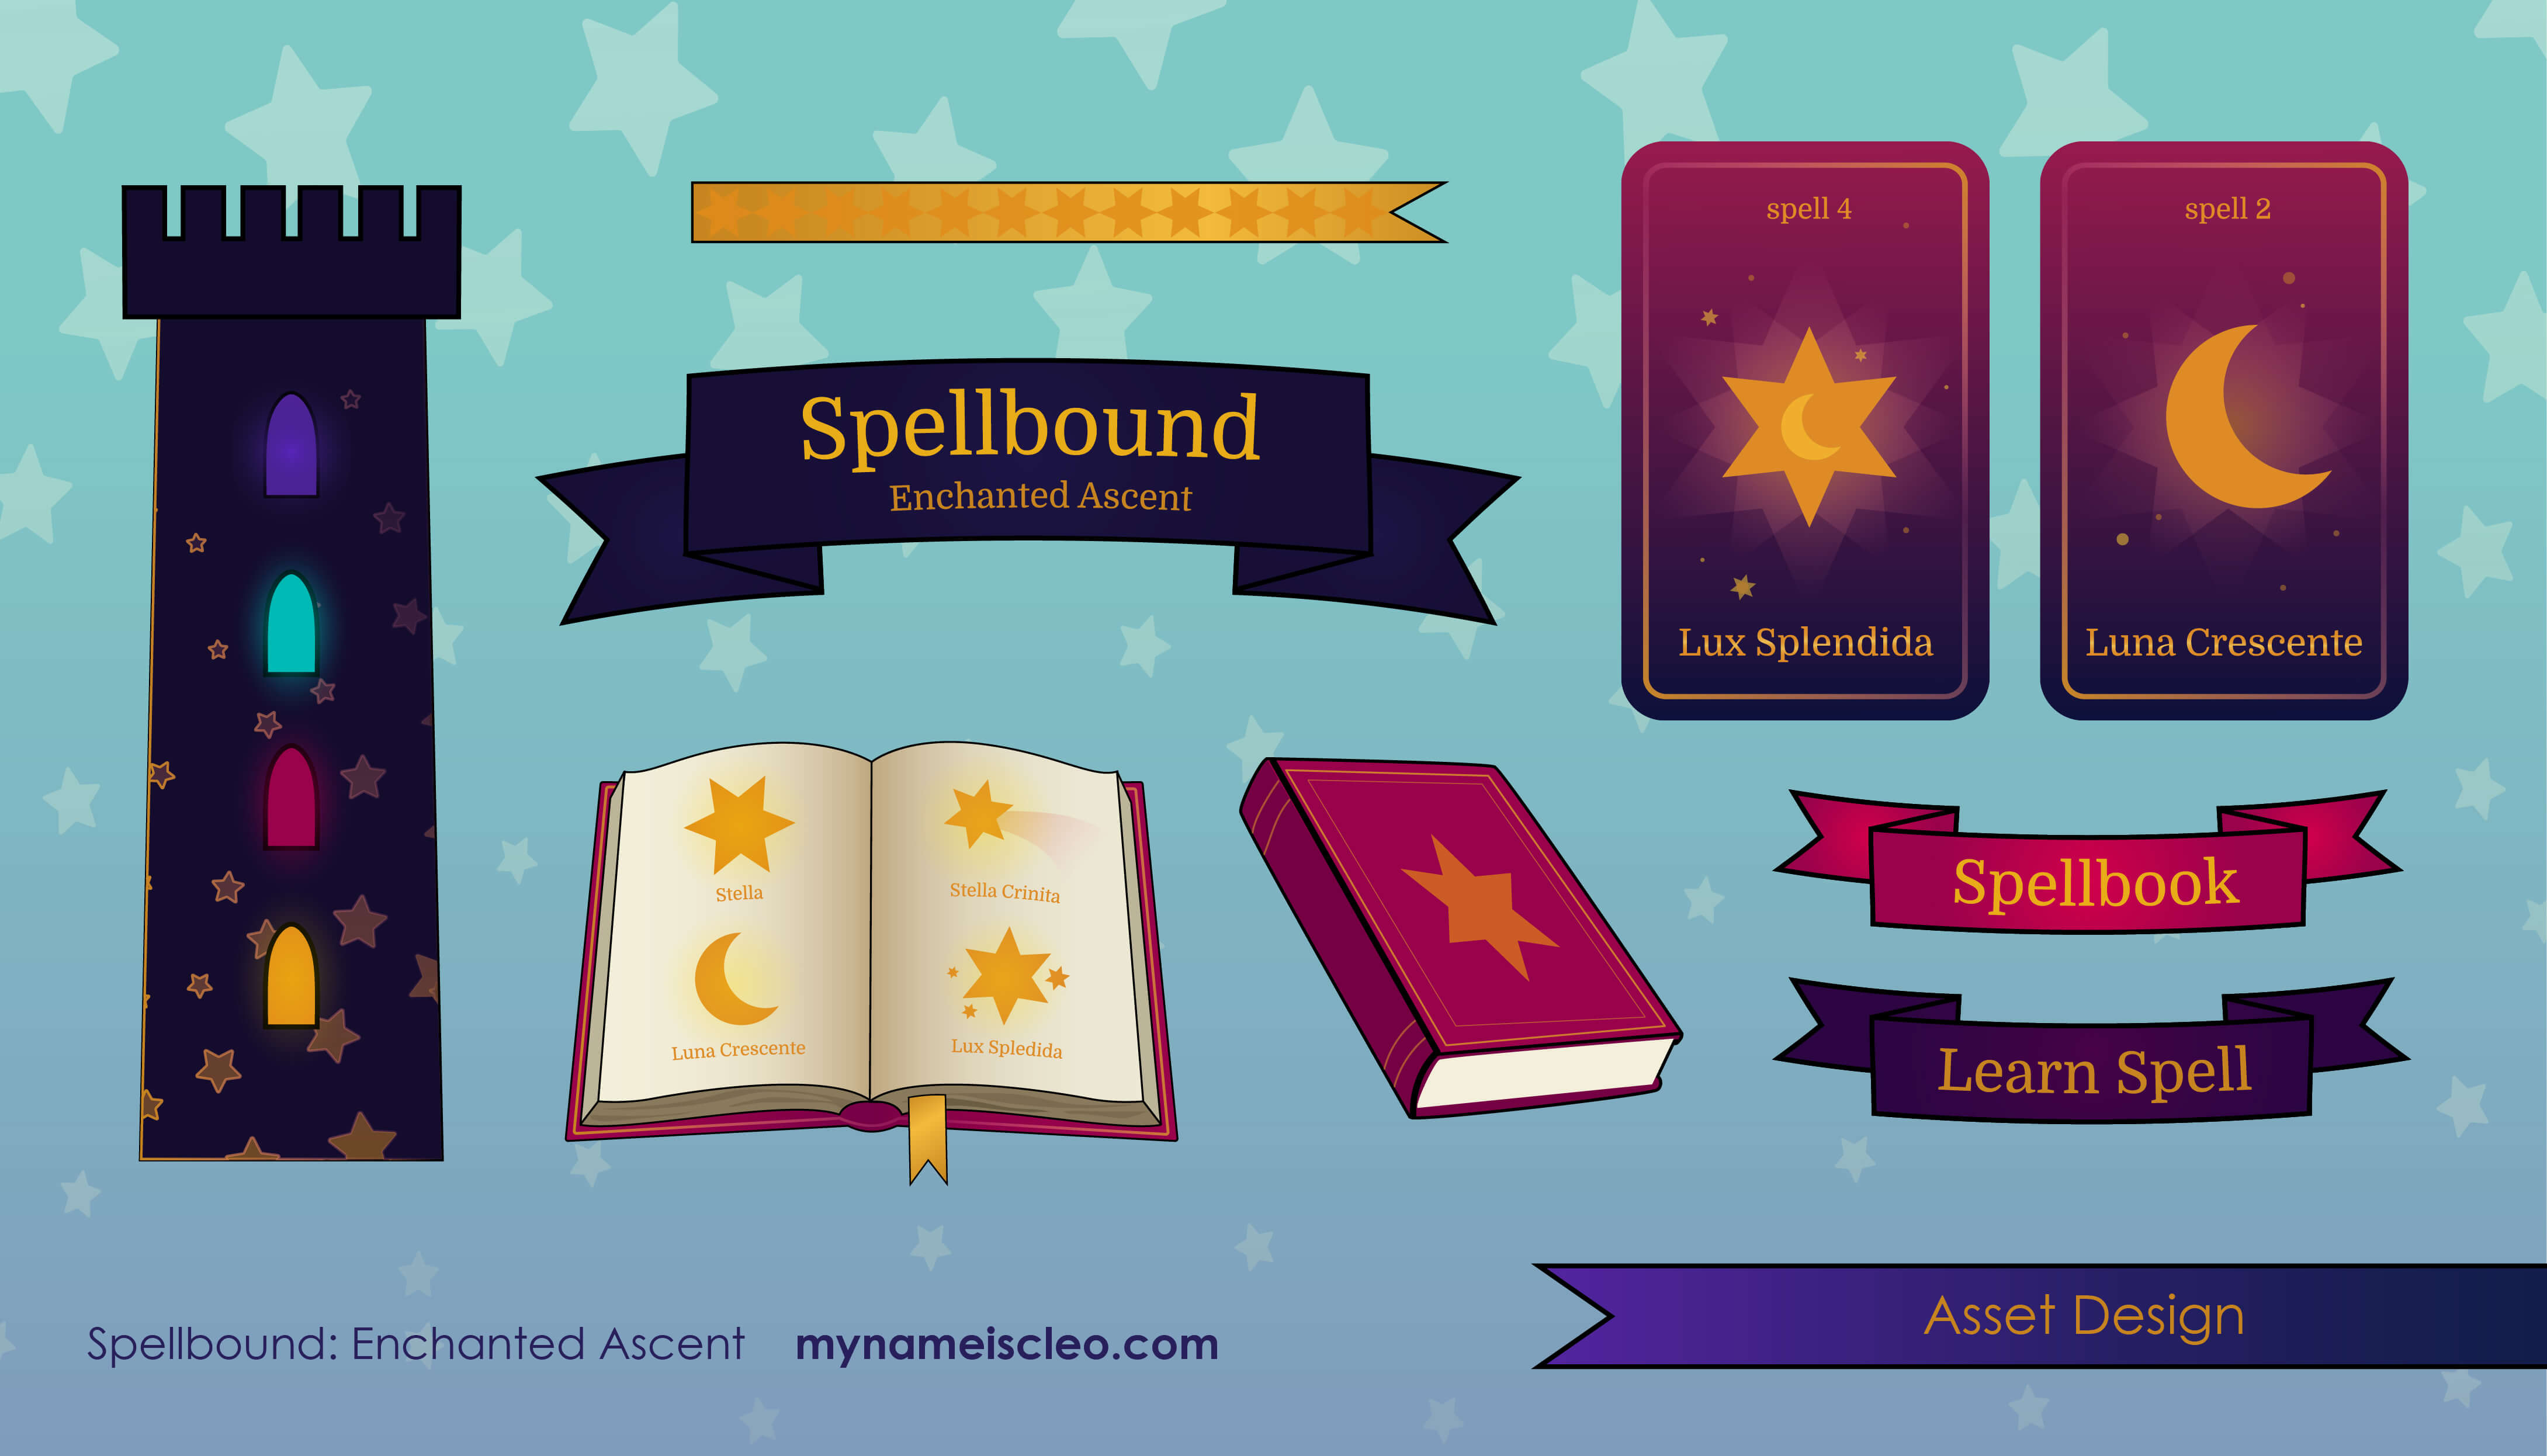 Spellbound
Enchanted Ascent
spell 4
Lux Splendida
spell 2
Luna Crescente
Stella
Luna Crescente
Stella Crinita
Lux Spledida
Spellbook
Learn Spell
Spellbound: Enchanted Ascent mynameiscleo.com
Asset Design